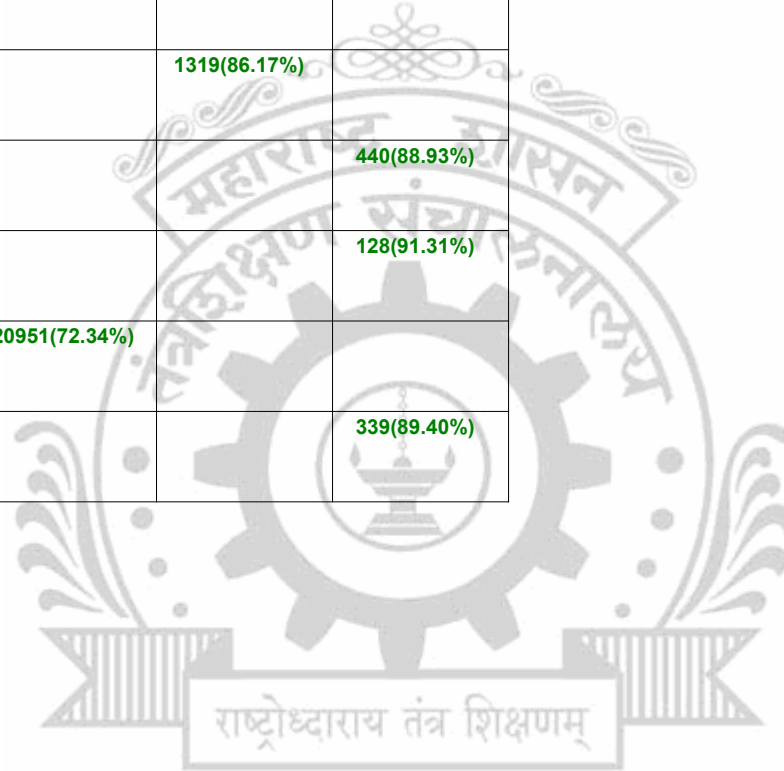 1319(86.17%)
महाराष्ट्र शासन
440(88.93%)
तंत्रशिक्षण संचालनालय
128(91.31%)
20951(72.34%)
339(89.40%)
राष्ट्रोध्दाराय तंत्र शिक्षणम्